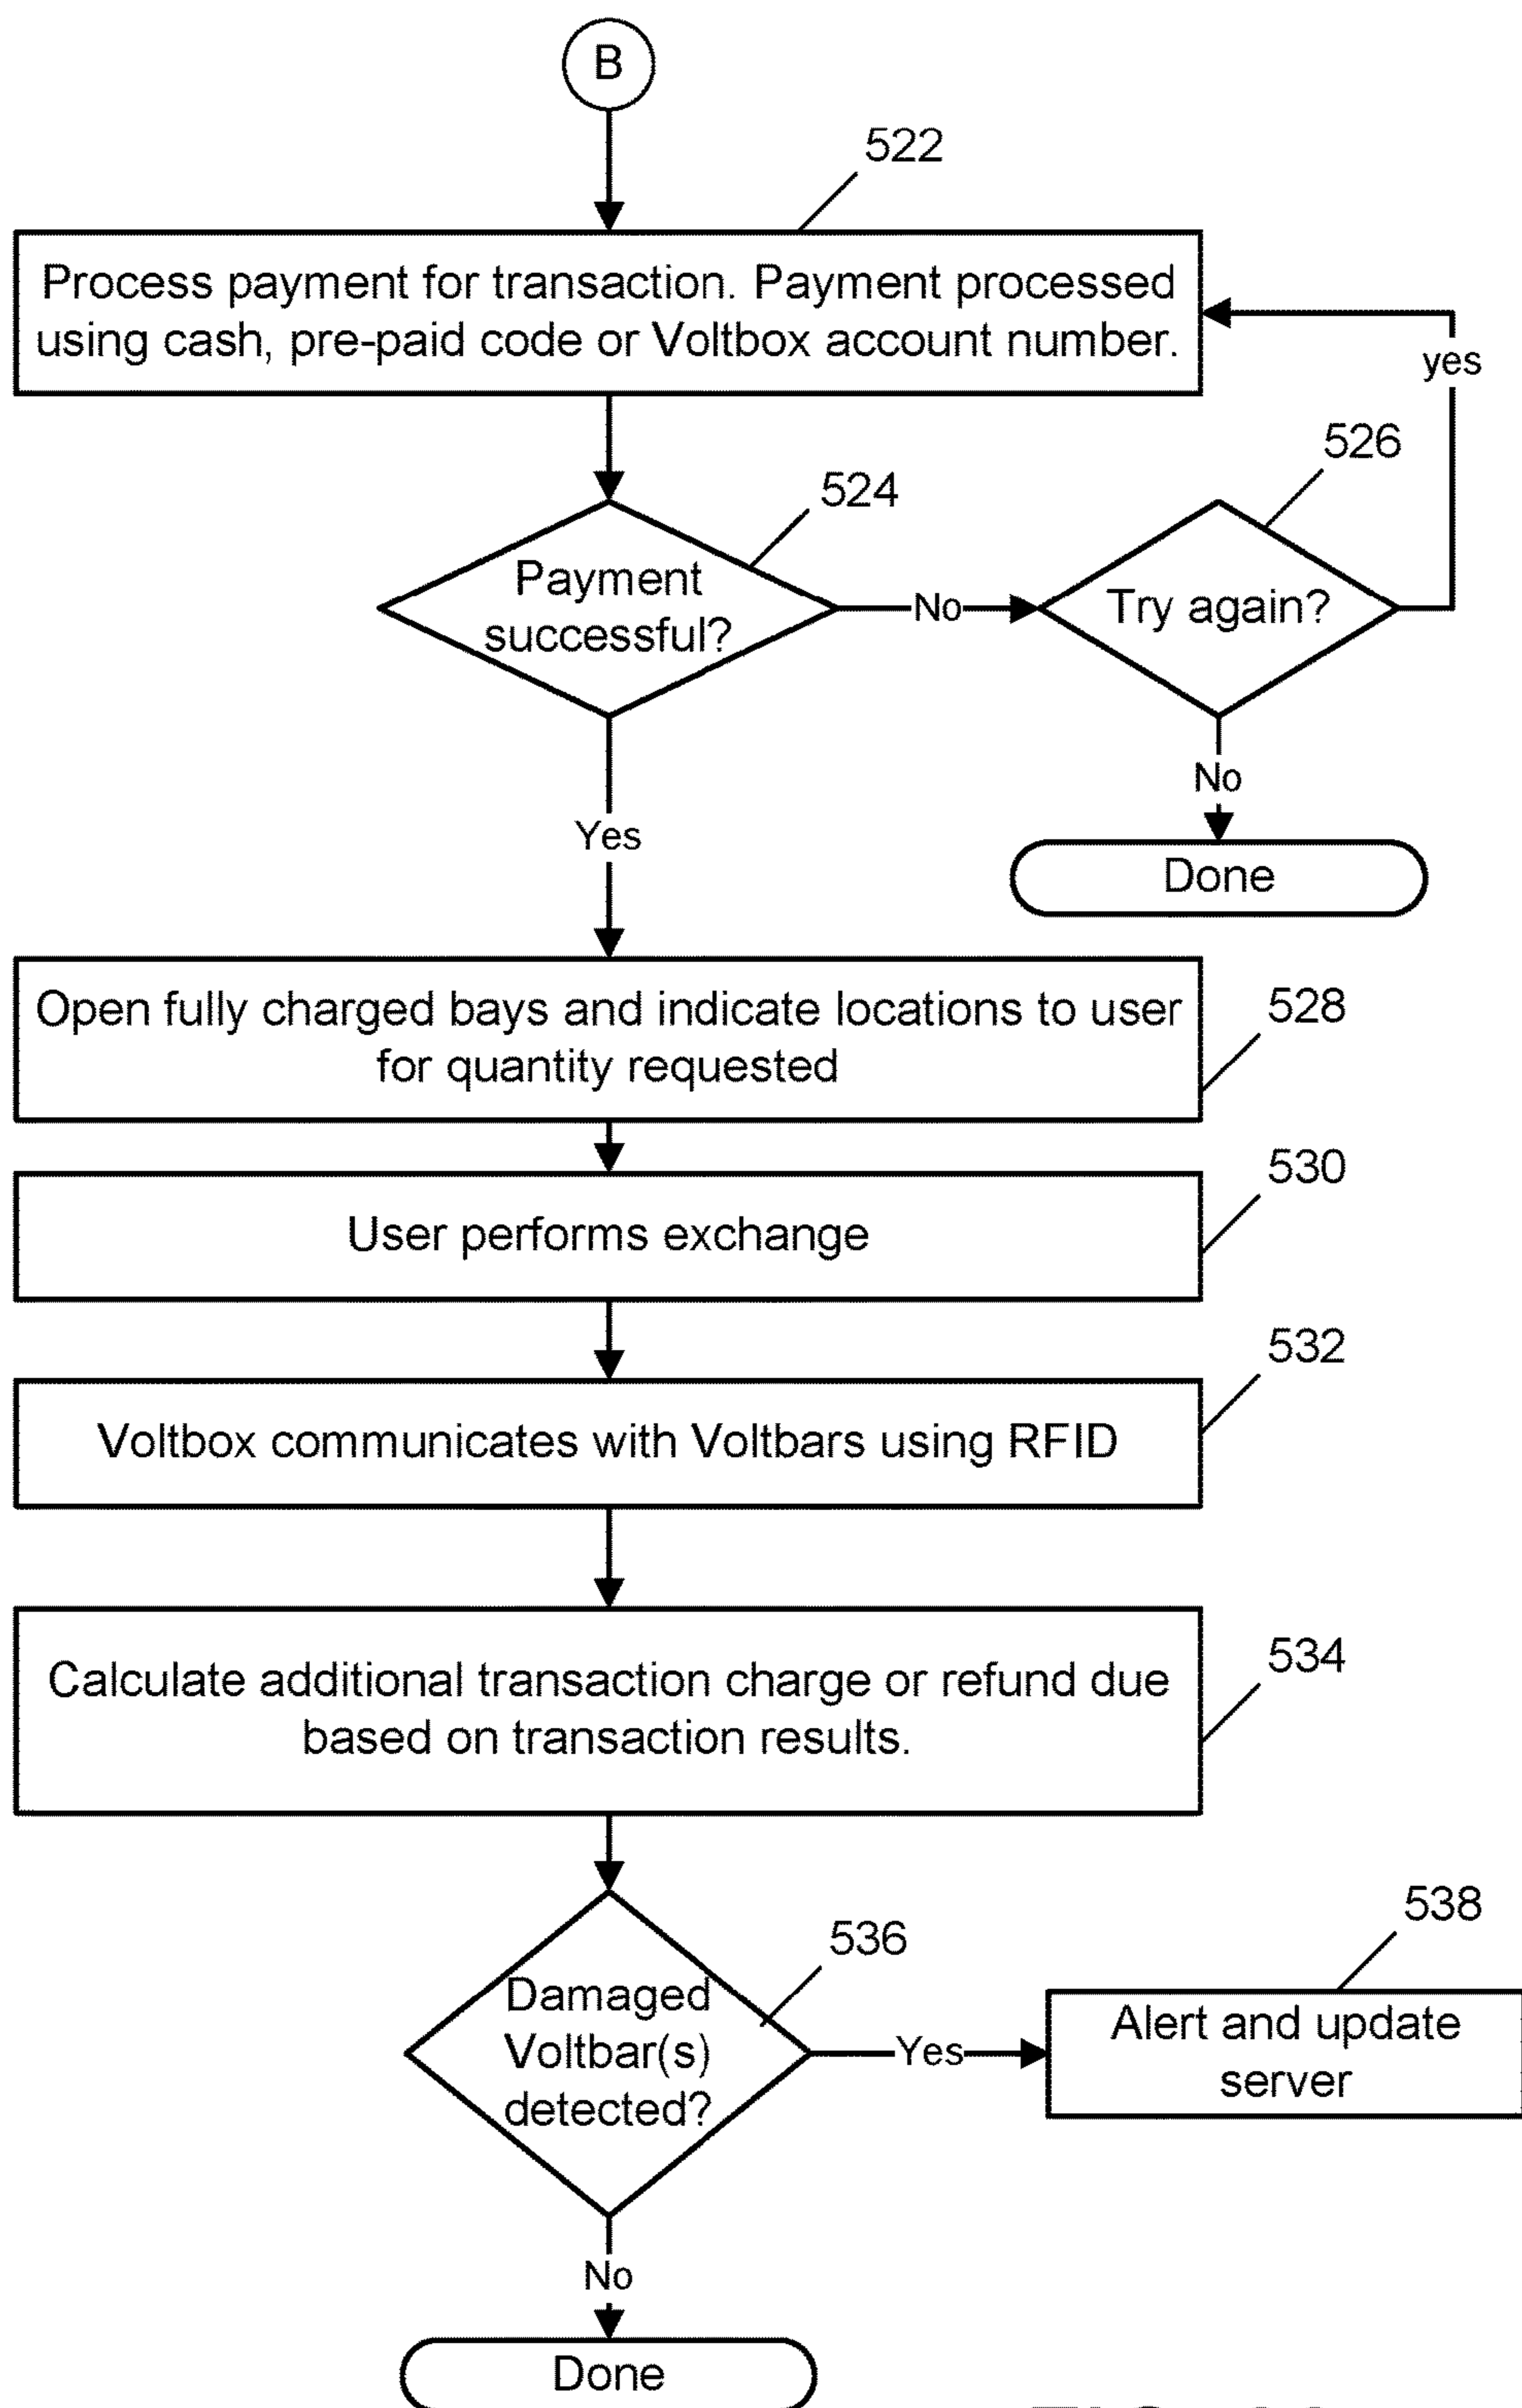 B
522
Process payment for transaction. Payment processed
using cash, pre-paid code or Voltbox account number.
yes
526
524
Payment
successful?
No
Try again?
No
Yes
Done
Open fully charged bays and indicate locations to user
for quantity requested
528
530
User performs exchange
532
Voltbox communicates with Voltbars using RFID
534
Calculate additional transaction charge or refund due
based on transaction results.
538
536
Damaged
Voltbar(s)
detected?
Yes
Alert and update
server
No
Done